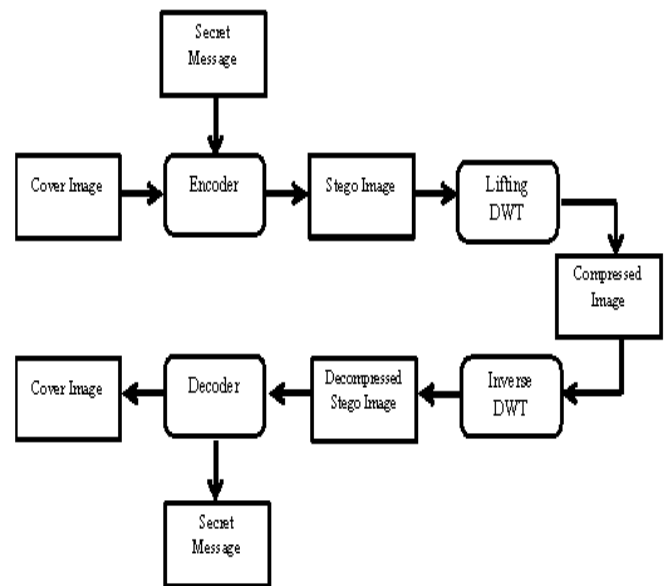 Secret
Message
Cover Image
Encoder
Stego Image
Lifting
DWT
Compressed
Image
Cover Image
Decoder
Decompressed
Stego Image
Inverse
DWT
Secret
Message